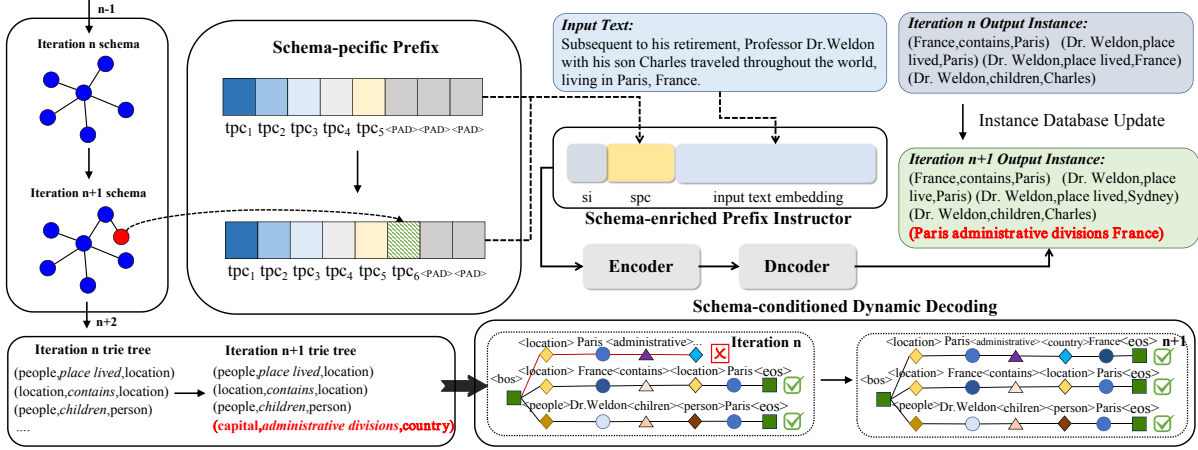 n-1
Iteration n schema
Iteration n+1 schema
n+2
Schema-pecific Prefix
tpc1 tpc2 tpc3 tpc4 tpc5 <PAD> <PAD> <PAD>
tpc1 tpc2 tpc3 tpc4 tpc5 tpc6 <PAD> <PAD>
Input Text:
Subsequent to his retirement, Professor Dr.Weldon
with his son Charles traveled throughout the world,
living in Paris, France.
si spc input text embedding
Schema-enriched Prefix Instructor
Encoder
Dncoder
Iteration n Output Instance:
(France,contains,Paris) (Dr. Weldon,place
lived,Paris) (Dr. Weldon,place lived,France)
(Dr. Weldon,children,Charles)
Instance Database Update
Iteration n+1 Output Instance:
(France,contains,Paris) (Dr. Weldon,place
live,Paris) (Dr. Weldon,place lived,Sydney)
(Dr. Weldon,children,Charles)
(Paris administrative divisions France)
Schema-conditioned Dynamic Decoding
Iteration n trie tree
(people,place lived,location)
(location,contains,location)
(people,children,person)
....
Iteration n+1 trie tree
(people,place lived,location)
(location,contains,location)
(people,children,person)
(capital,administrative divisions,country)
Iteration n
<location> Paris <administrative>...
<bos>
<location> France <contains> <location> Paris <eos>
<people> Dr.Weldon <chilren> <person> Paris <eos>
n+1
<location> Paris <administrative> <country> France <eos>
<bos>
<location> France <contains> <location> Paris <eos>
<people> Dr.Weldon <chilren> <person> Paris <eos>